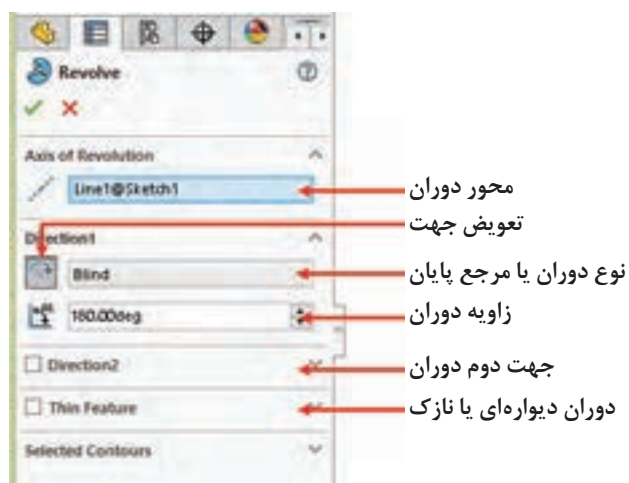 Revolve
Axis of Revolution
Line1@Sketch1
محور دوران
تعویض جهت
Direction1
Blind
نوع دوران یا مرجع پایان
180.00deg
زاویه دوران
Direction2
جهت دوم دوران
Thin Feature
دوران دیواره‌ای یا نازک
Selected Contours